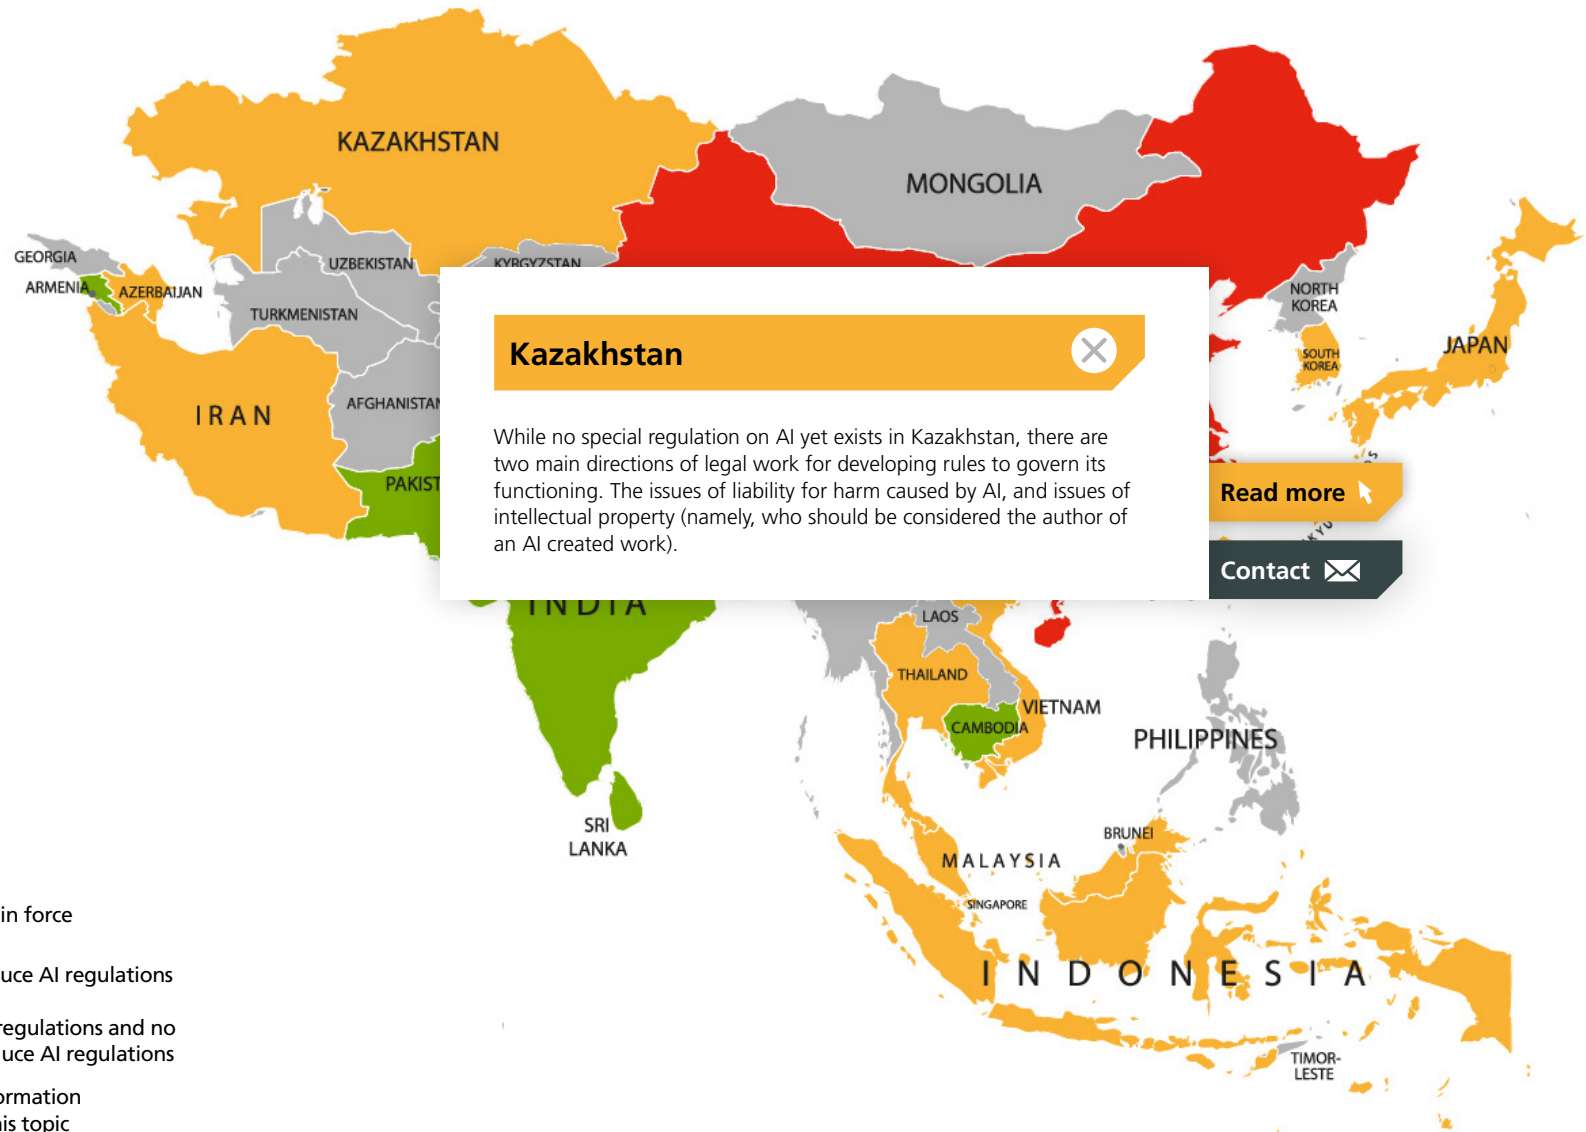 KAZAKHSTAN
MONGOLIA
GEORGIA
UZBEKISTAN
KYRGYZSTAN
ARMENIA
AZERBAIJAN
NORTH
KOREA
TURKMENISTAN
Kazakhstan
SOUTH
KOREA
JAPAN
AFGHANISTAN
IRAN
While no special regulation on AI yet exists in Kazakhstan, there are
two main directions of legal work for developing rules to govern its
functioning. The issues of liability for harm caused by AI, and issues of
intellectual property (namely, who should be considered the author of
an AI created work).
PAKIST
Read more
Contact
INDIA
LAOS
THAILAND
VIETNAM
CAMBODIA
PHILIPPINES
SRI
LANKA
BRUNEI
MALAYSIA
SINGAPORE
in force
INDONESIA
uce AI regulations
regulations and no
uce AI regulations
TIMOR-
LESTE
ormation
is topic